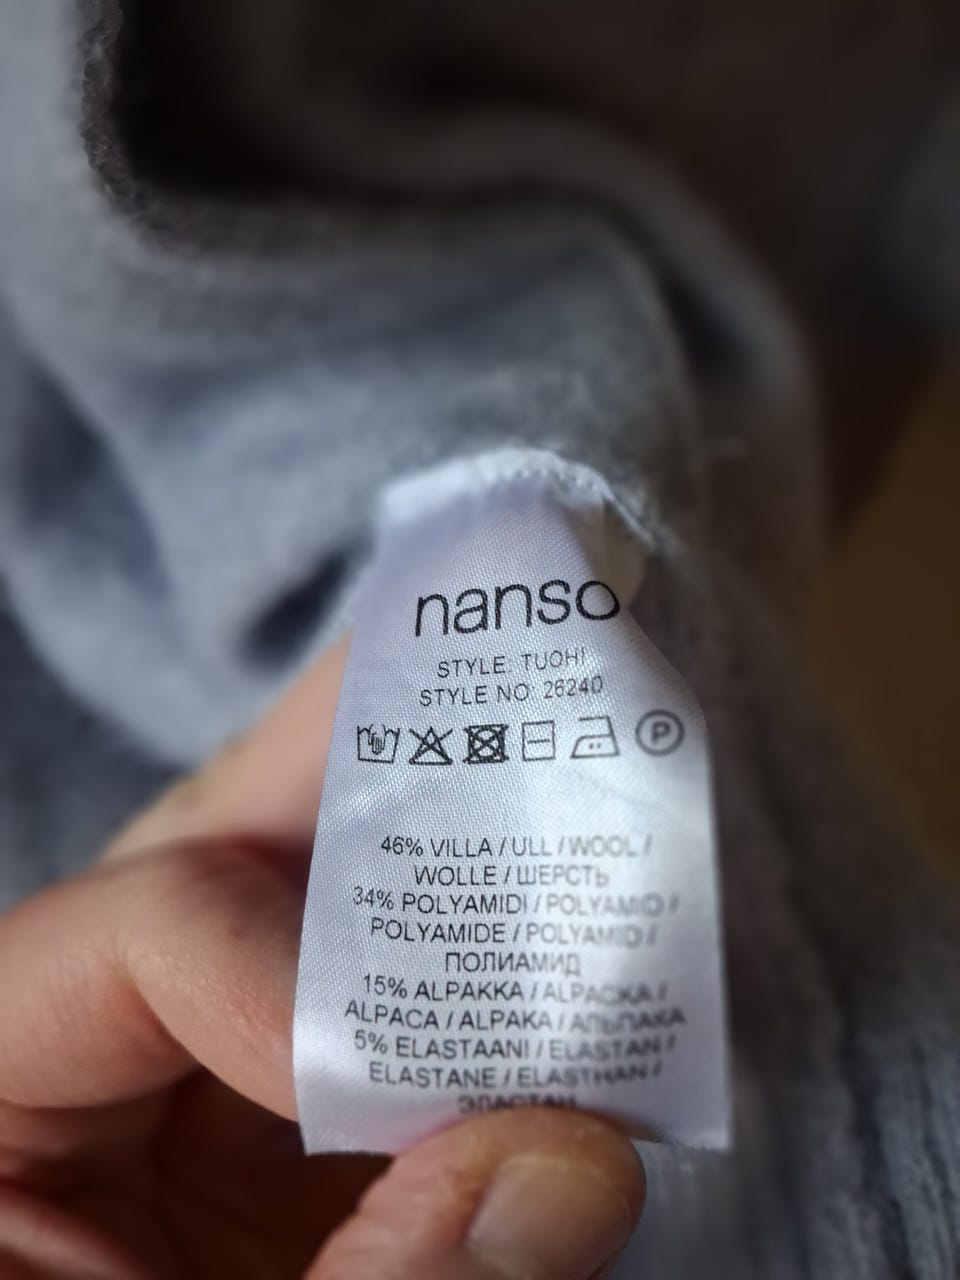 nanso
STYLE: TUOHI
STYLE NO: 26240
P
46% VILLA / ULL / WOOL /
WOLLE / ШЕРСТЬ
34% POLYAMIDI / POLYAMID /
POLYAMIDE / POLYAMID /
ПОЛИАМИД
15% ALPAKKA / ALPACKA /
ALPACA / ALPAKA / АЛЬПАКА
5% ELASTAANI / ELASTAN /
ELASTANE / ELASTHAN /
ЭЛАСТАН